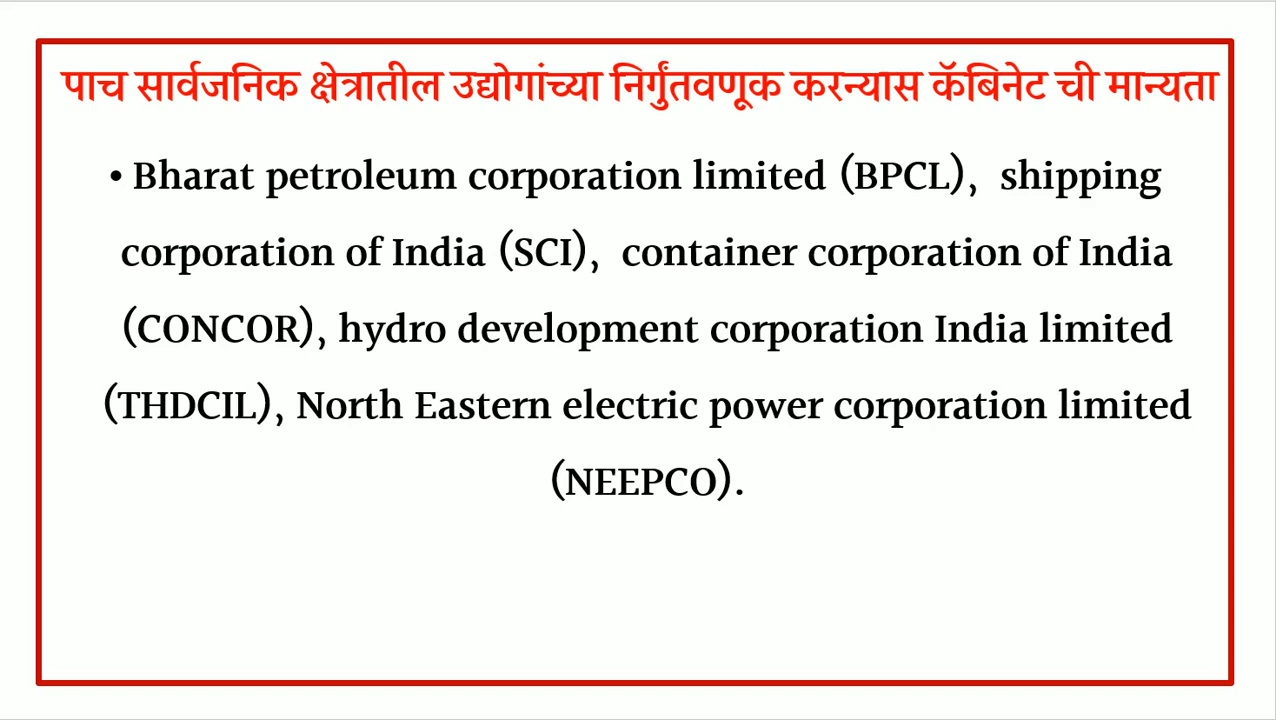 पाच सार्वजनिक क्षेत्रातील उद्योगांच्या निर्गुंतवणूक करन्यास कॅबिनेट ची मान्यता
• Bharat petroleum corporation limited (BPCL), shipping
corporation of India (SCI), container corporation of India
(CONCOR), hydro development corporation India limited
(THDCIL), North Eastern electric power corporation limited
(NEEPCO).